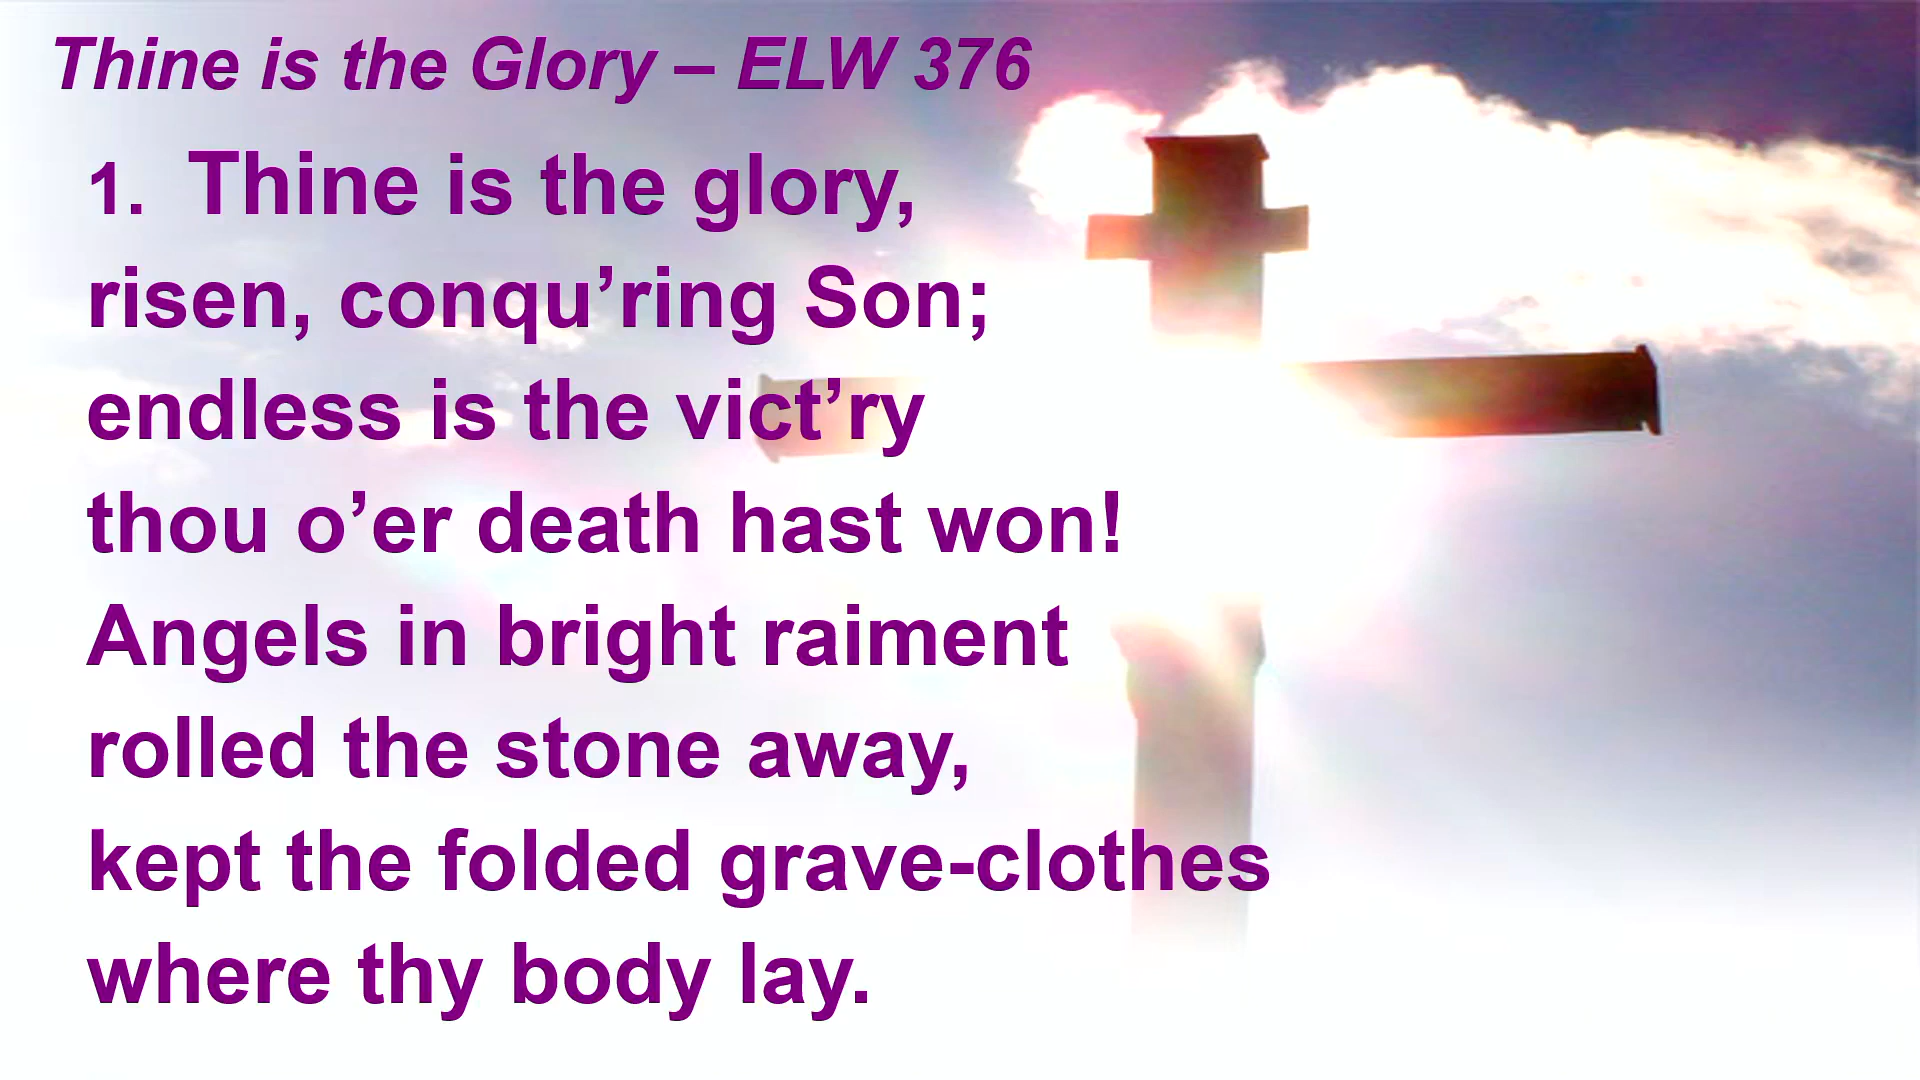 Thine is the Glory – ELW 376
1. Thine is the glory,
risen, conqu’ring Son;
endless is the vict’ry
thou o’er death hast won!
Angels in bright raiment
rolled the stone away,
kept the folded grave-clothes
where thy body lay.